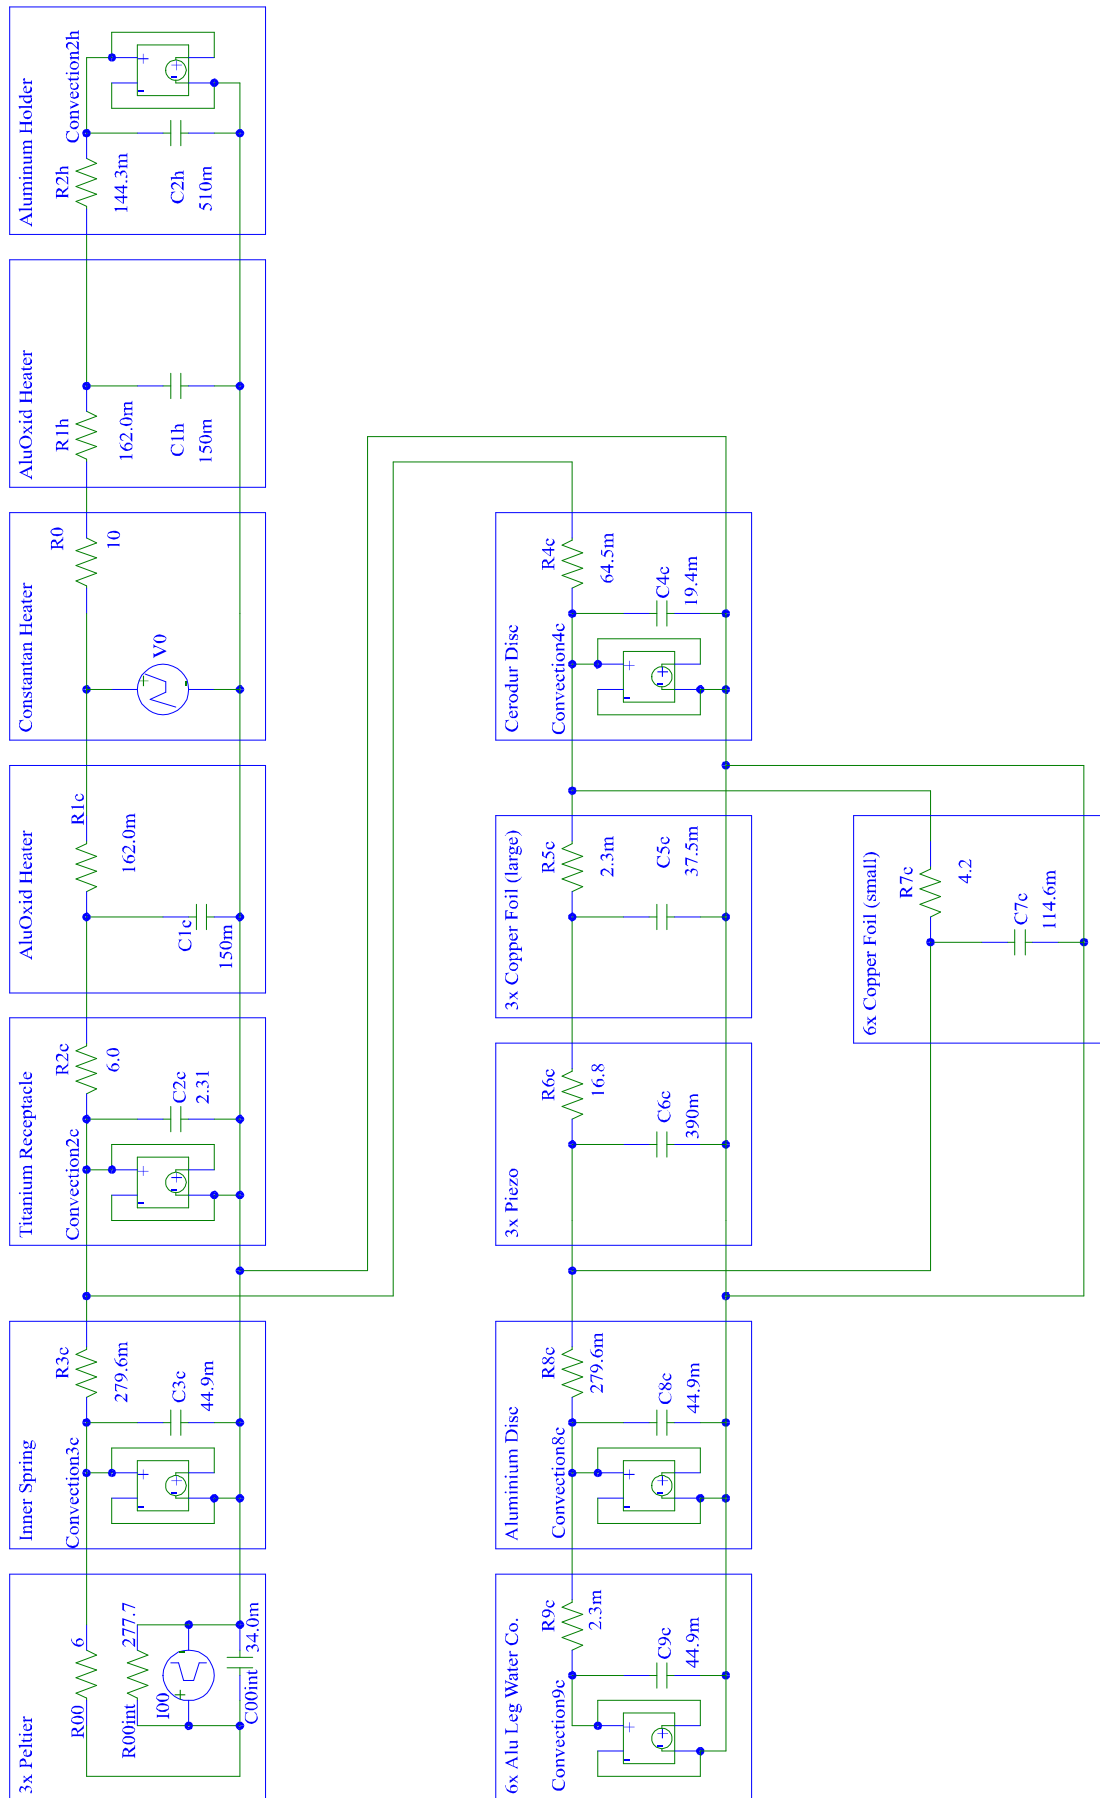 3x Peltier
R00
6
R00int
277.7
I00
C00int
34.0m
Inner Spring
Convection3c
R3c
279.6m
C3c
44.9m
Titanium Receptacle
Convection2c
R2c
6.0
C2c
2.31
AluOxid Heater
R1c
162.0m
C1c
150m
Constantan Heater
R0
10
V0
AluOxid Heater
R1h
162.0m
C1h
150m
Aluminum Holder
R2h
144.3m
Convection2h
C2h
510m
6x Alu Leg Water Co.
Convection9c
R9c
2.3m
C9c
44.9m
Aluminium Disc
Convection8c
R8c
279.6m
C8c
44.9m
3x Piezo
R6c
16.8
C6c
390m
3x Copper Foil (large)
R5c
2.3m
C5c
37.5m
Cerodur Disc
Convection4c
R4c
64.5m
C4c
19.4m
6x Copper Foil (small)
R7c
4.2
C7c
114.6m